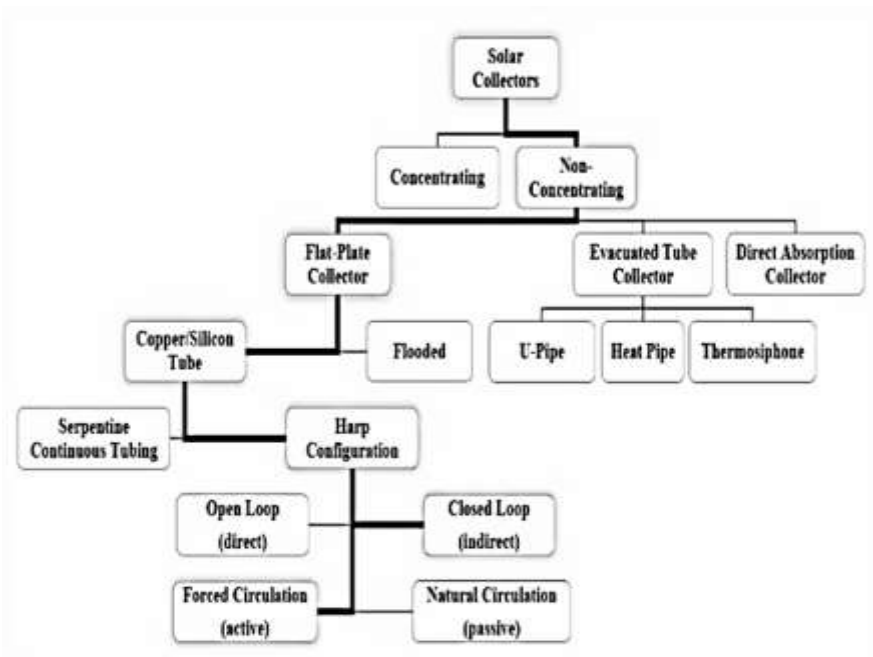 Solar
Collectors
Concentrating
Non-
Concentrating
Flat-Plate
Collector
Evacuated Tube
Collector
Direct Absorption
Collector
Copper/Silicon
Tube
Flooded
U-Pipe
Heat Pipe
Thermosiphone
Serpentine
Continuous Tubing
Harp
Configuration
Open Loop
(direct)
Closed Loop
(indirect)
Forced Circulation
(active)
Natural Circulation
(passive)